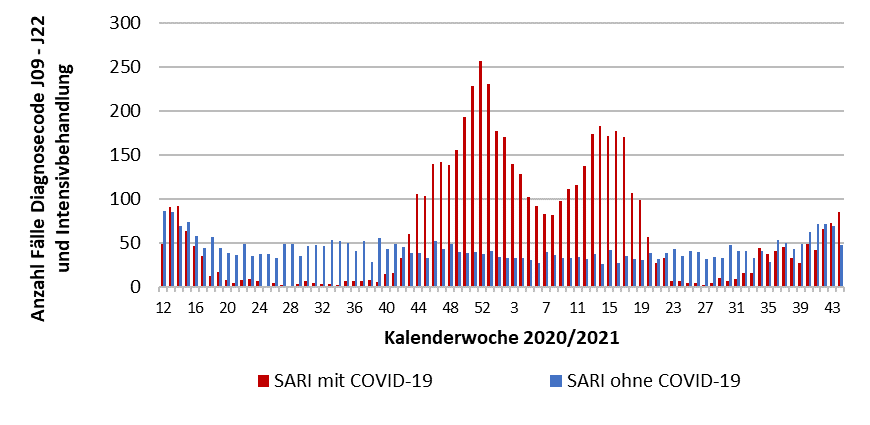 Anzahl Fälle Diagnosecode J09 - J22
und Intensivbehandlung
300
250
200
150
100
50
0
12 16 20 24 28 32 36 40 44 48 52 3 7 11 15 19 23 27 31 35 39 43
Kalenderwoche 2020/2021
SARI mit COVID-19 SARI ohne COVID-19